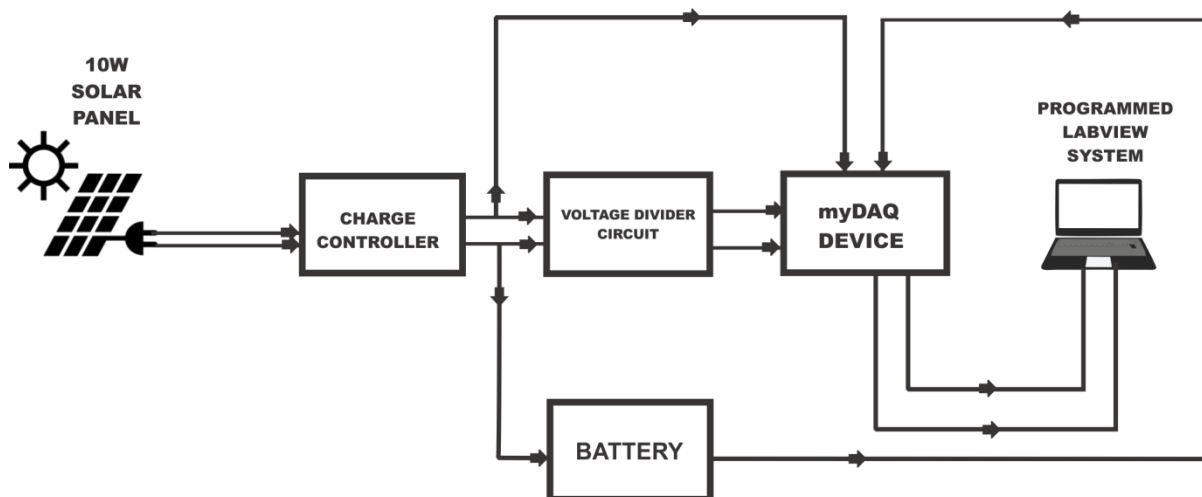 10W
SOLAR
PANEL
CHARGE
CONTROLLER
VOLTAGE DIVIDER
CIRCUIT
myDAQ
DEVICE
PROGRAMMED
LABVIEW
SYSTEM
BATTERY